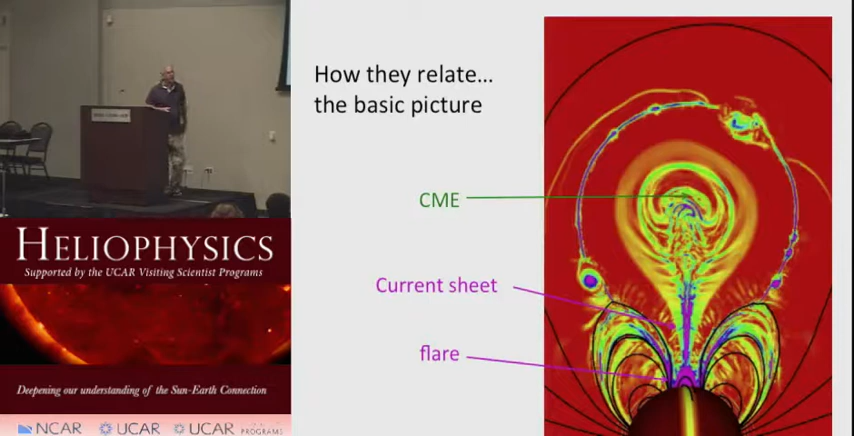 How they relate...
the basic picture
CME
Current sheet
flare
HELIOPHYSICS
Supported by the UCAR Visiting Scientist Programs
Deepening our understanding of the Sun-Earth Connection
NCAR UCAR UCAR PROGRAMS